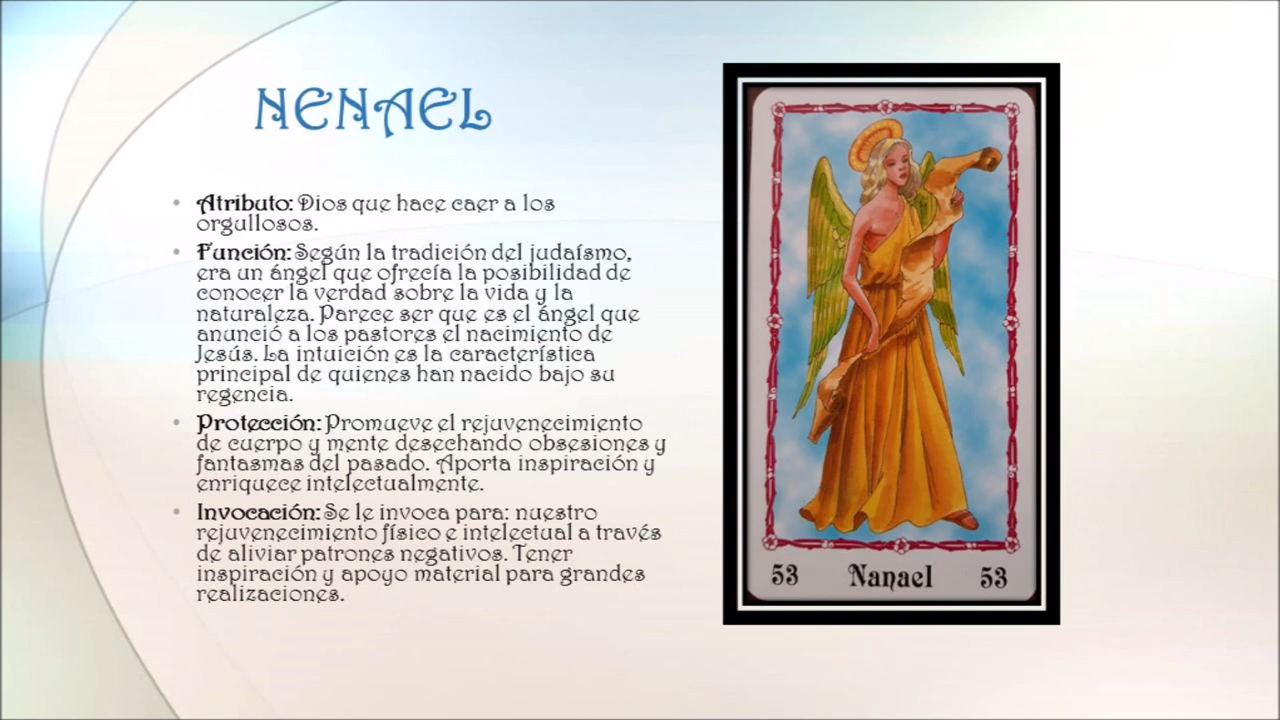 NENAEL
• Atributo: Dios que hace caer a los
orgullosos.
• Función: Según la tradición del judaísmo,
era un ángel que ofrecía la posibilidad de
conocer la verdad sobre la vida y la
naturaleza. Parece ser que es el ángel que
anunció a los pastores el nacimiento de
Jesús. La intuición es la característica
principal de quienes han nacido bajo su
regencia.
• Protección: Promueve el rejuvenecimiento
de cuerpo y mente desechando obsesiones y
fantasmas del pasado. Aporta inspiración y
enriquece intelectualmente.
• Invocación: Se le invoca para: nuestro
rejuvenecimiento físico e intelectual a través
de aliviar patrones negativos. Tener
inspiración y apoyo material para grandes
realizaciones.
53 Nanael 53